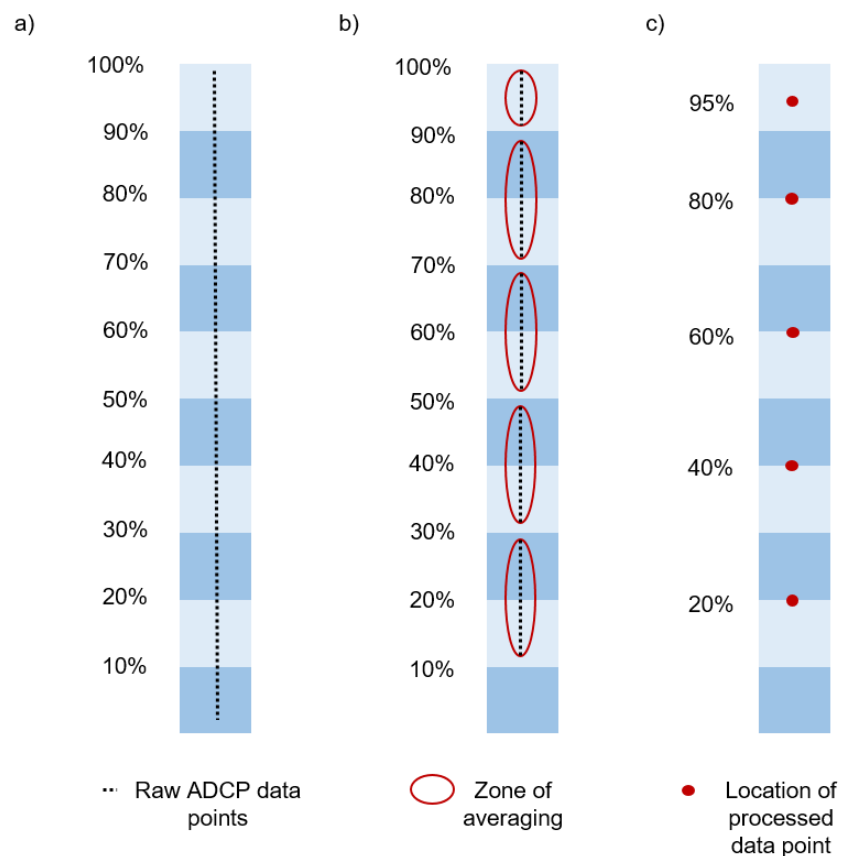 a)
b)
c)
100%
90%
80%
70%
60%
50%
40%
30%
20%
10%
100%
90%
80%
70%
60%
50%
40%
30%
20%
10%
95%
80%
60%
40%
20%
Raw ADCP data
points
Zone of
averaging
Location of
processed
data point